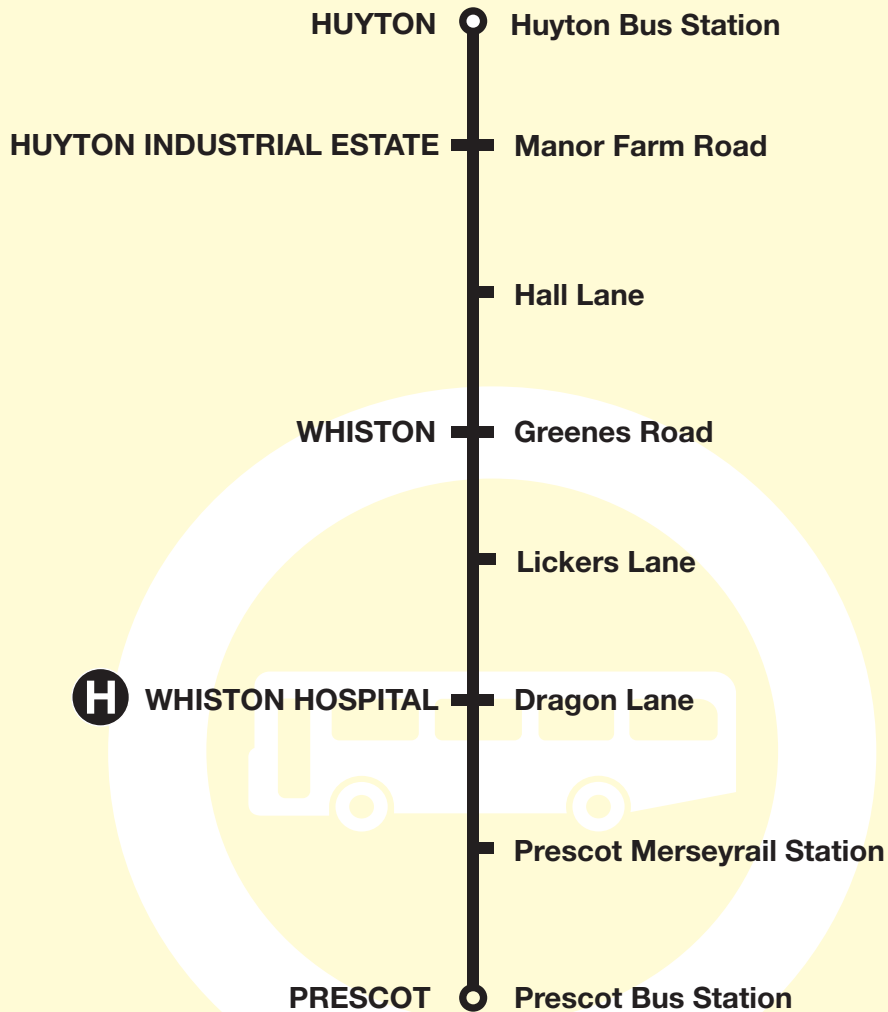 HUYTON Huyton Bus Station
HUYTON INDUSTRIAL ESTATE Manor Farm Road
Hall Lane
WHISTON Greenes Road
Lickers Lane
H WHISTON HOSPITAL Dragon Lane
Prescot Merseyrail Station
PRESCOT Prescot Bus Station